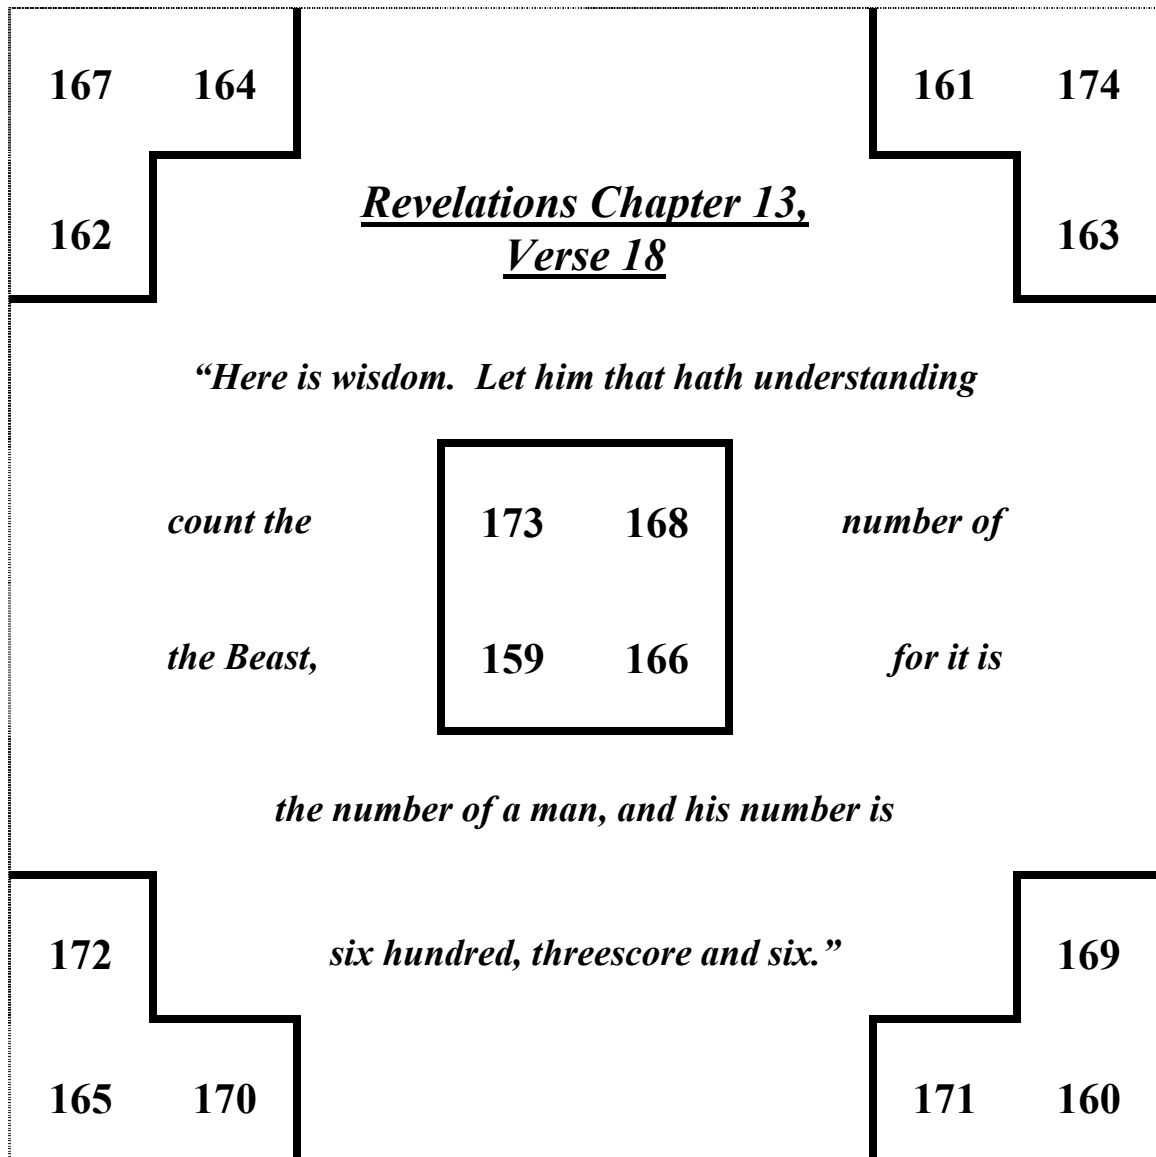 167 164 161 174
Revelations Chapter 13,
Verse 18
162 163
“Here is wisdom. Let him that hath understanding
count the 173 168 number of
the Beast, 159 166 for it is
the number of a man, and his number is
172 six hundred, threescore and six.” 169
165 170 171 160